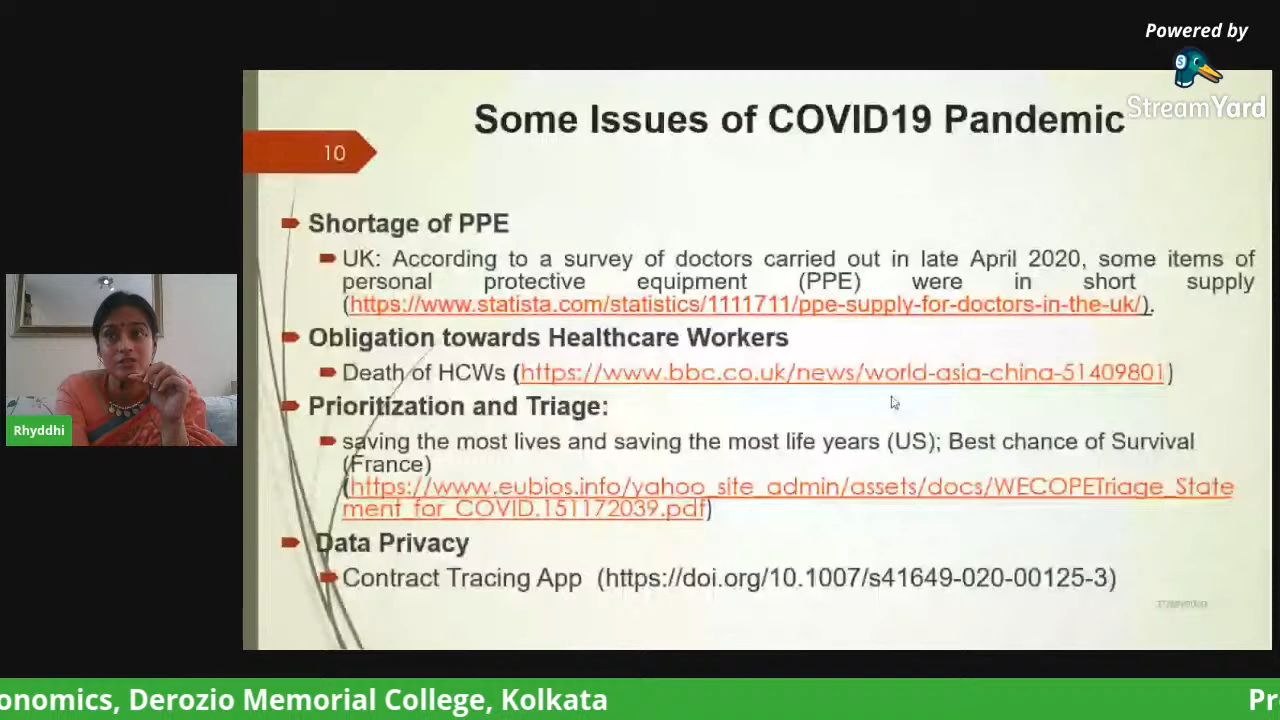 Powered by
StreamYard
Some Issues of COVID19 Pandemic
10
Shortage of PPE
UK: According to a survey of doctors carried out in late April 2020, some items of
personal protective equipment (PPE) were in short supply
(https://www.statista.com/statistics/1111711/ppe-supply-for-doctors-in-the-uk/).
Obligation towards Healthcare Workers
Death of HCWs (https://www.bbc.co.uk/news/world-asia-china-51409801)
Prioritization and Triage:
saving the most lives and saving the most life years (US); Best chance of Survival
(France)
(https://www.eubios.info/yahoo_site_admin/assets/docs/WECOPETriage_State
ment_for_COVID.151172039.pdf)
Data Privacy
Contract Tracing App (https://doi.org/10.1007/s41649-020-00125-3)
Rhyddhi
onomics, Derozio Memorial College, Kolkata
Pr